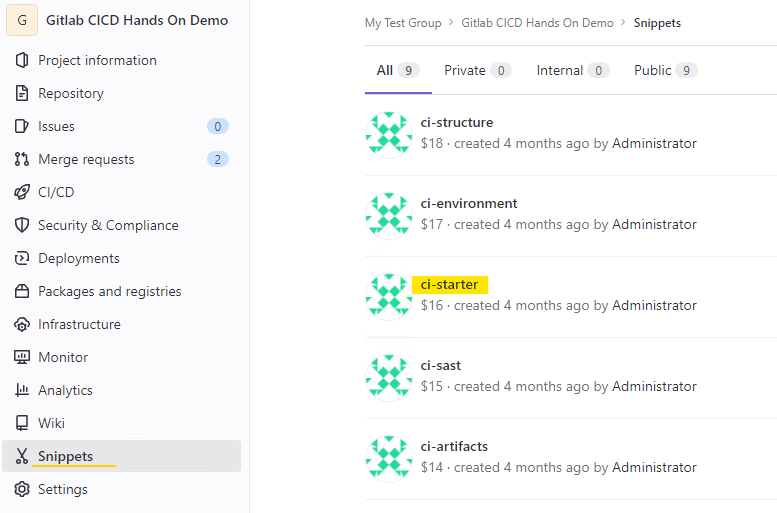 G Gitlab CICD Hands On Demo
Project information
Repository
Issues 0
Merge requests 2
CI/CD
Security & Compliance
Deployments
Packages and registries
Infrastructure
Monitor
Analytics
Wiki
Snippets
Settings
My Test Group > Gitlab CICD Hands On Demo > Snippets
All 9 Private 0 Internal 0 Public 9
ci-structure
$18 · created 4 months ago by Administrator
ci-environment
$17 · created 4 months ago by Administrator
ci-starter
$16 · created 4 months ago by Administrator
ci-sast
$15 · created 4 months ago by Administrator
ci-artifacts
$14 · created 4 months ago by Administrator